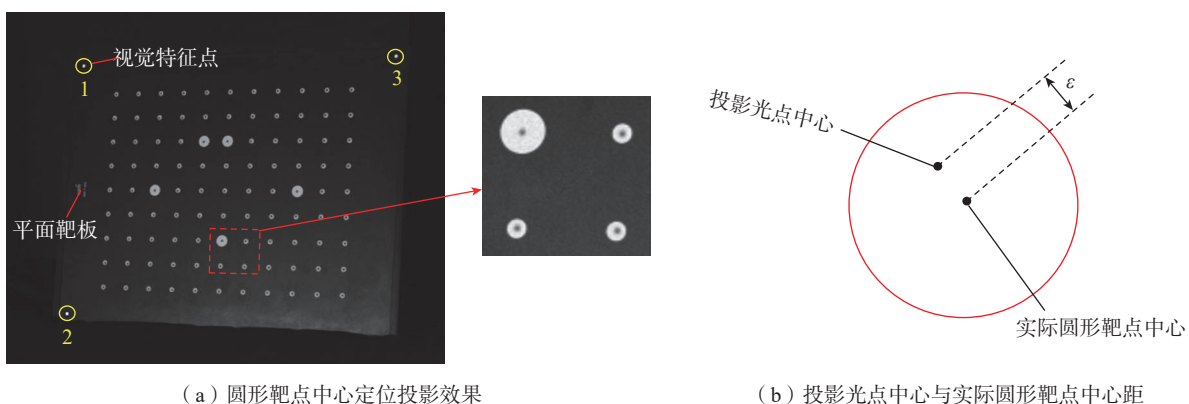 视觉特征点
1
3
平面靶板
2
投影光点中心
ε
实际圆形靶点中心
（a）圆形靶点中心定位投影效果
（b）投影光点中心与实际圆形靶点中心距